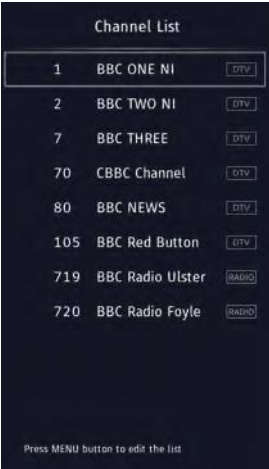 Channel List
1 BBC ONE NI DTV
2 BBC TWO NI DTV
7 BBC THREE DTV
70 CBBC Channel DTV
80 BBC NEWS DTV
105 BBC Red Button DTV
719 BBC Radio Ulster RADIO
720 BBC Radio Foyle RADIO
Press MENU button to edit the list